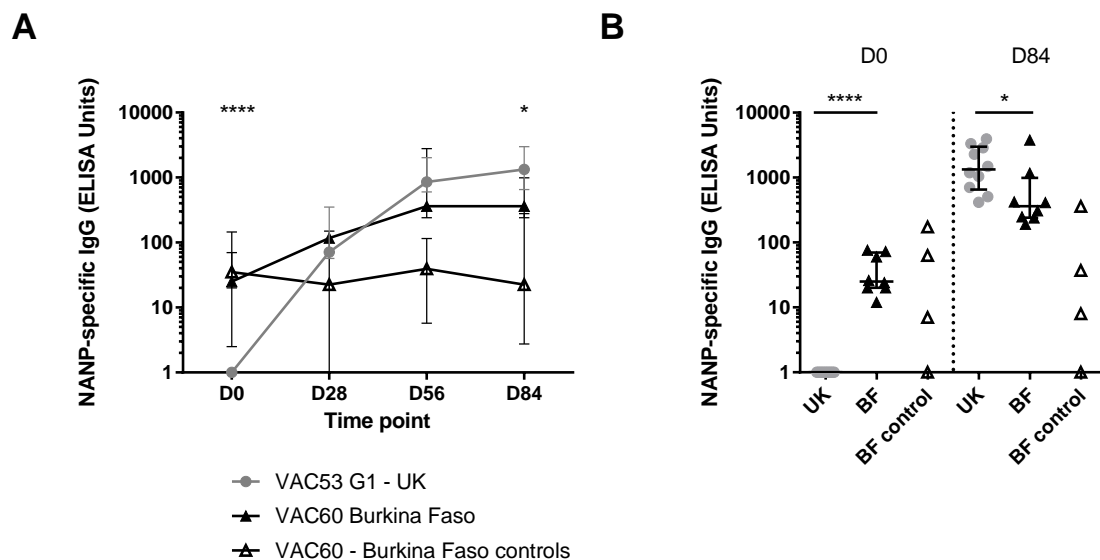 A
NANP-specific IgG (ELISA Units)
10000
1000
100
10
1
****
*
D0
D28
D56
D84
Time point
VAC53 G1 - UK
VAC60 Burkina Faso
VAC60 - Burkina Faso controls
B
D0
D84
NANP-specific IgG (ELISA Units)
10000
1000
100
10
1
****
*
UK
BF
BF control
UK
BF
BF control